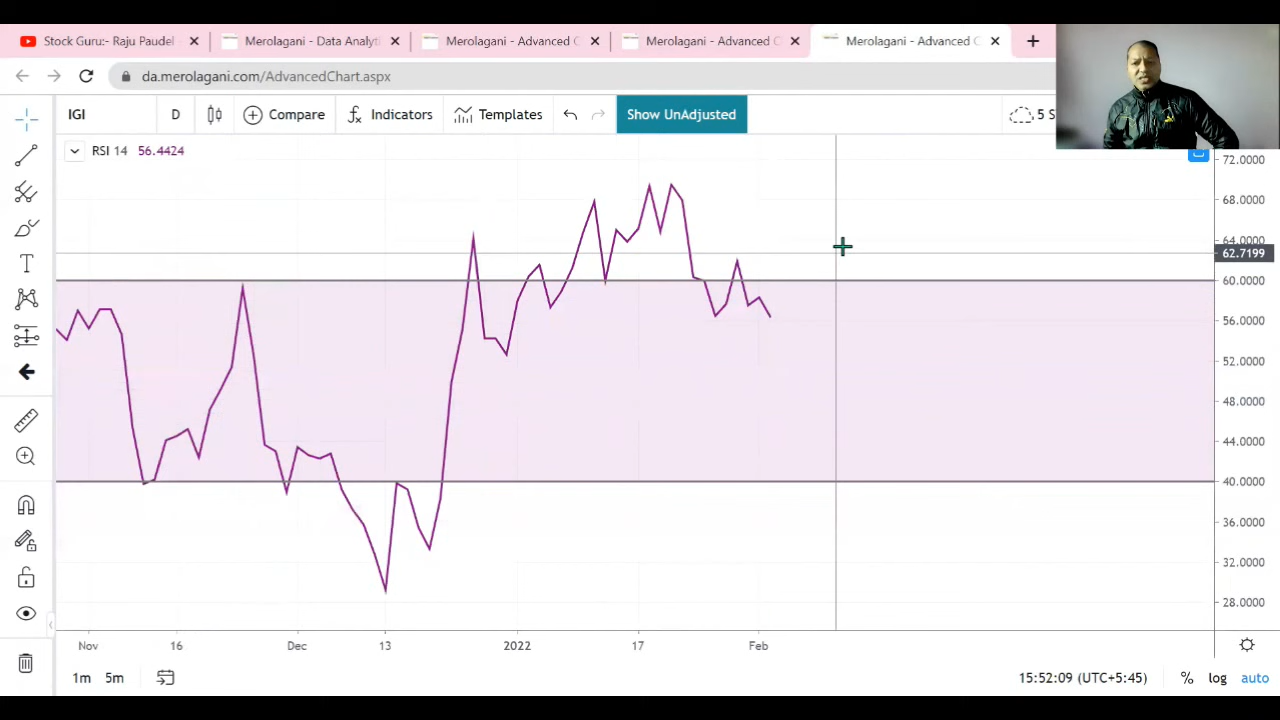 Stock Guru:- Raju Paudel
Merolagani - Data Analyti
Merolagani - Advanced C
Merolagani - Advanced C
Merolagani - Advanced C
da.merolagani.com/AdvancedChart.aspx
IGI D Compare Indicators Templates Show UnAdjusted 5 S
RSI 14 56.4424
72.0000
68.0000
64.0000
62.7199
60.0000
56.0000
52.0000
48.0000
44.0000
40.0000
36.0000
32.0000
28.0000
Nov 16 Dec 13 2022 17 Feb
1m 5m 15:52:09 (UTC+5:45) % log auto